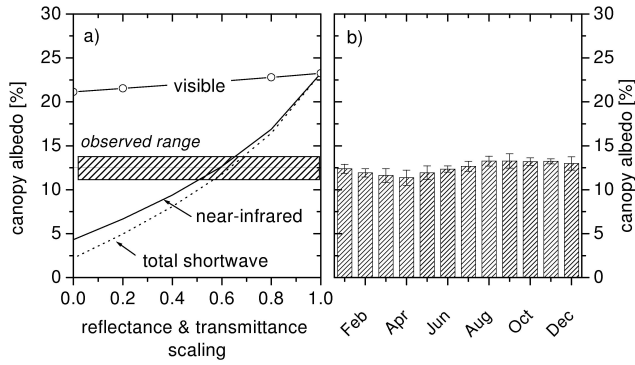 a)
30
25
20
15
10
5
0
canopy albedo [%]
visible
observed range
near-infrared
total shortwave
0.0 0.2 0.4 0.6 0.8 1.0
reflectance & transmittance
scaling
b)
30
25
20
15
10
5
0
canopy albedo [%]
Feb Apr Jun Aug Oct Dec